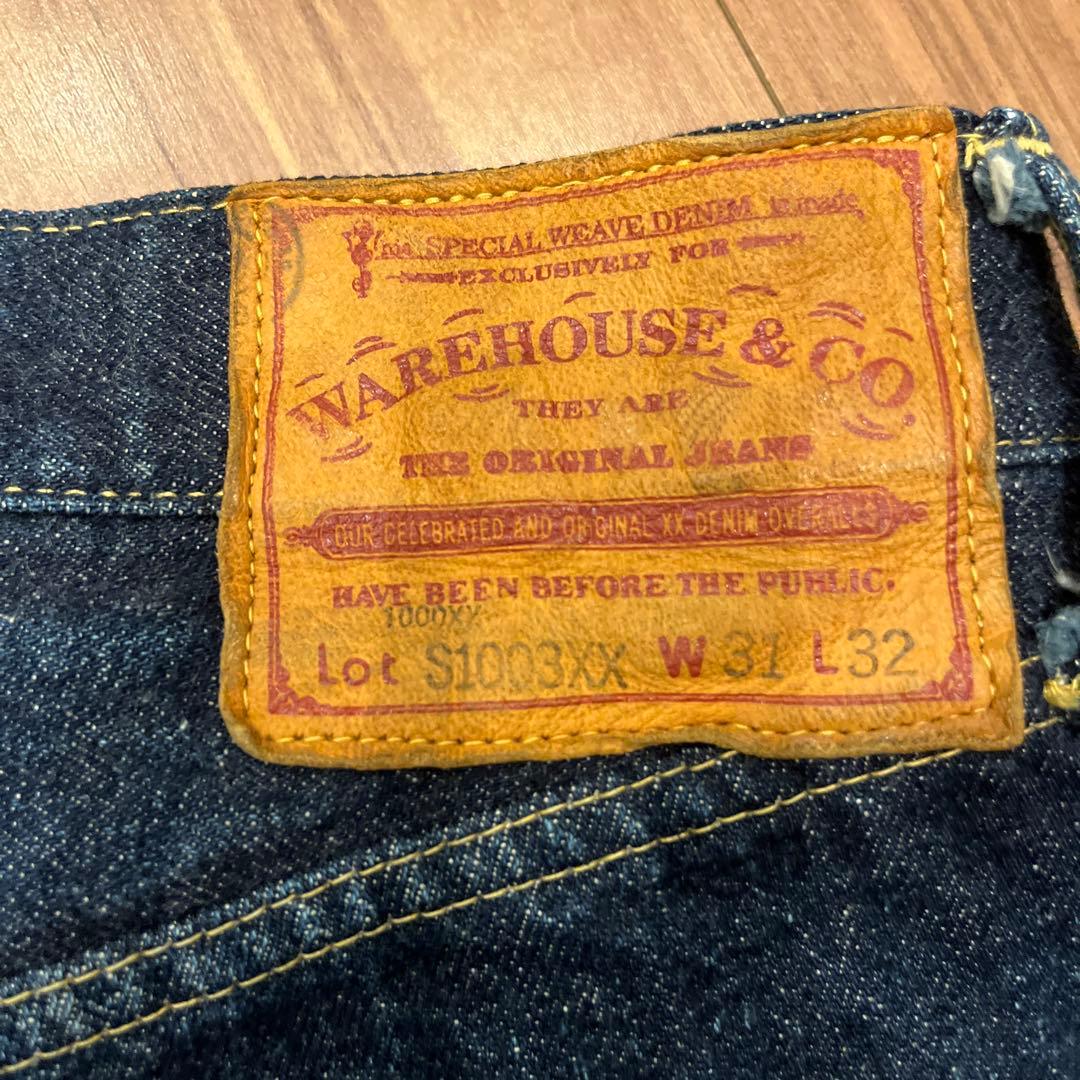 This SPECIAL WEAVE DENIM is made
EXCLUSIVELY FOR
WAREHOUSE & CO.
THEY ARE
THE ORIGINAL JEANS
OUR CELEBRATED AND ORIGINAL XX DENIM OVERALLS
HAVE BEEN BEFORE THE PUBLIC.
1000XX
Lot S1003XX W 31 L 32